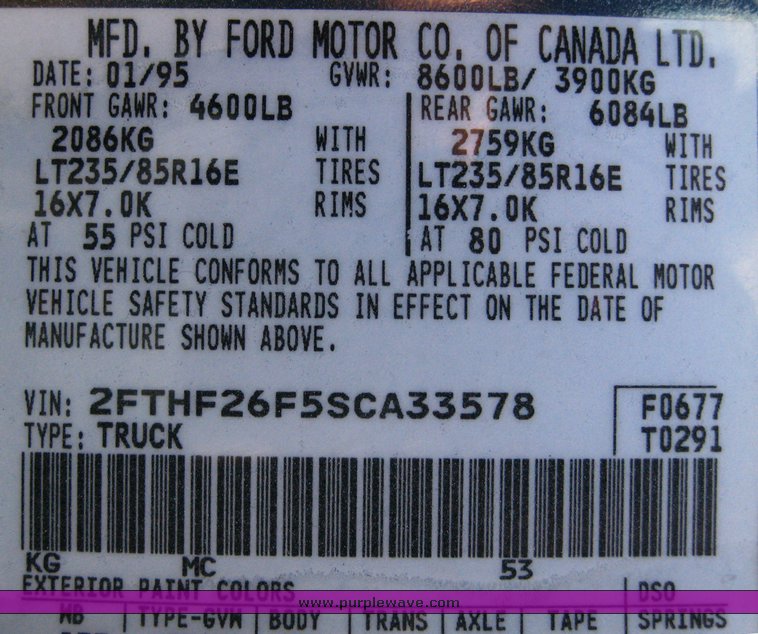 MFD. BY FORD MOTOR CO. OF CANADA LTD.
DATE: 01/95 GVWR: 8600LB/ 3900KG
FRONT GAWR: 4600LB REAR GAWR: 6084LB
2086KG WITH 2759KG WITH
LT235/85R16E TIRES LT235/85R16E TIRES
16X7.0K RIMS 16X7.0K RIMS
AT 55 PSI COLD AT 80 PSI COLD
THIS VEHICLE CONFORMS TO ALL APPLICABLE FEDERAL MOTOR
VEHICLE SAFETY STANDARDS IN EFFECT ON THE DATE OF
MANUFACTURE SHOWN ABOVE.
VIN: 2FTHF26F5SCA33578 F0677
TYPE: TRUCK T0291
KG MC 53
EXTERIOR PAINT COLORS DSO
www.purplewave.com
WB TYPE-GVW BODY TRANS AXLE TAPE SPRINGS